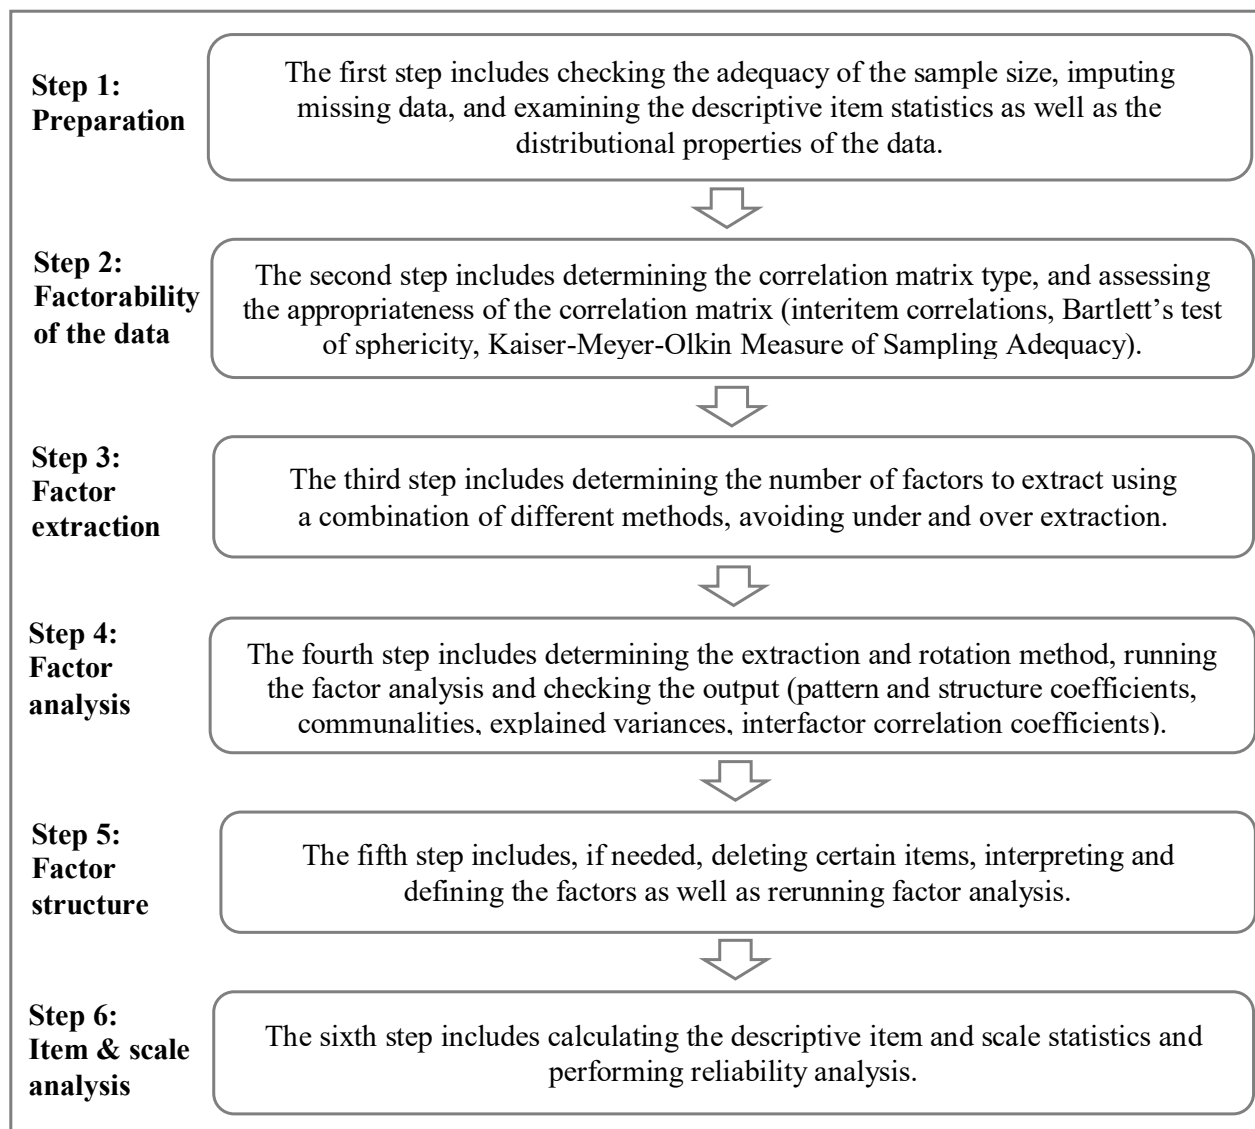 Step 1:
Preparation
The first step includes checking the adequacy of the sample size, imputing
missing data, and examining the descriptive item statistics as well as the
distributional properties of the data.
Step 2:
Factorability
of the data
The second step includes determining the correlation matrix type, and assessing
the appropriateness of the correlation matrix (interitem correlations, Bartlett’s test
of sphericity, Kaiser-Meyer-Olkin Measure of Sampling Adequacy).
Step 3:
Factor
extraction
The third step includes determining the number of factors to extract using
a combination of different methods, avoiding under and over extraction.
Step 4:
Factor
analysis
The fourth step includes determining the extraction and rotation method, running
the factor analysis and checking the output (pattern and structure coefficients,
communalities, explained variances, interfactor correlation coefficients).
Step 5:
Factor
structure
The fifth step includes, if needed, deleting certain items, interpreting and
defining the factors as well as rerunning factor analysis.
Step 6:
Item & scale
analysis
The sixth step includes calculating the descriptive item and scale statistics and
performing reliability analysis.